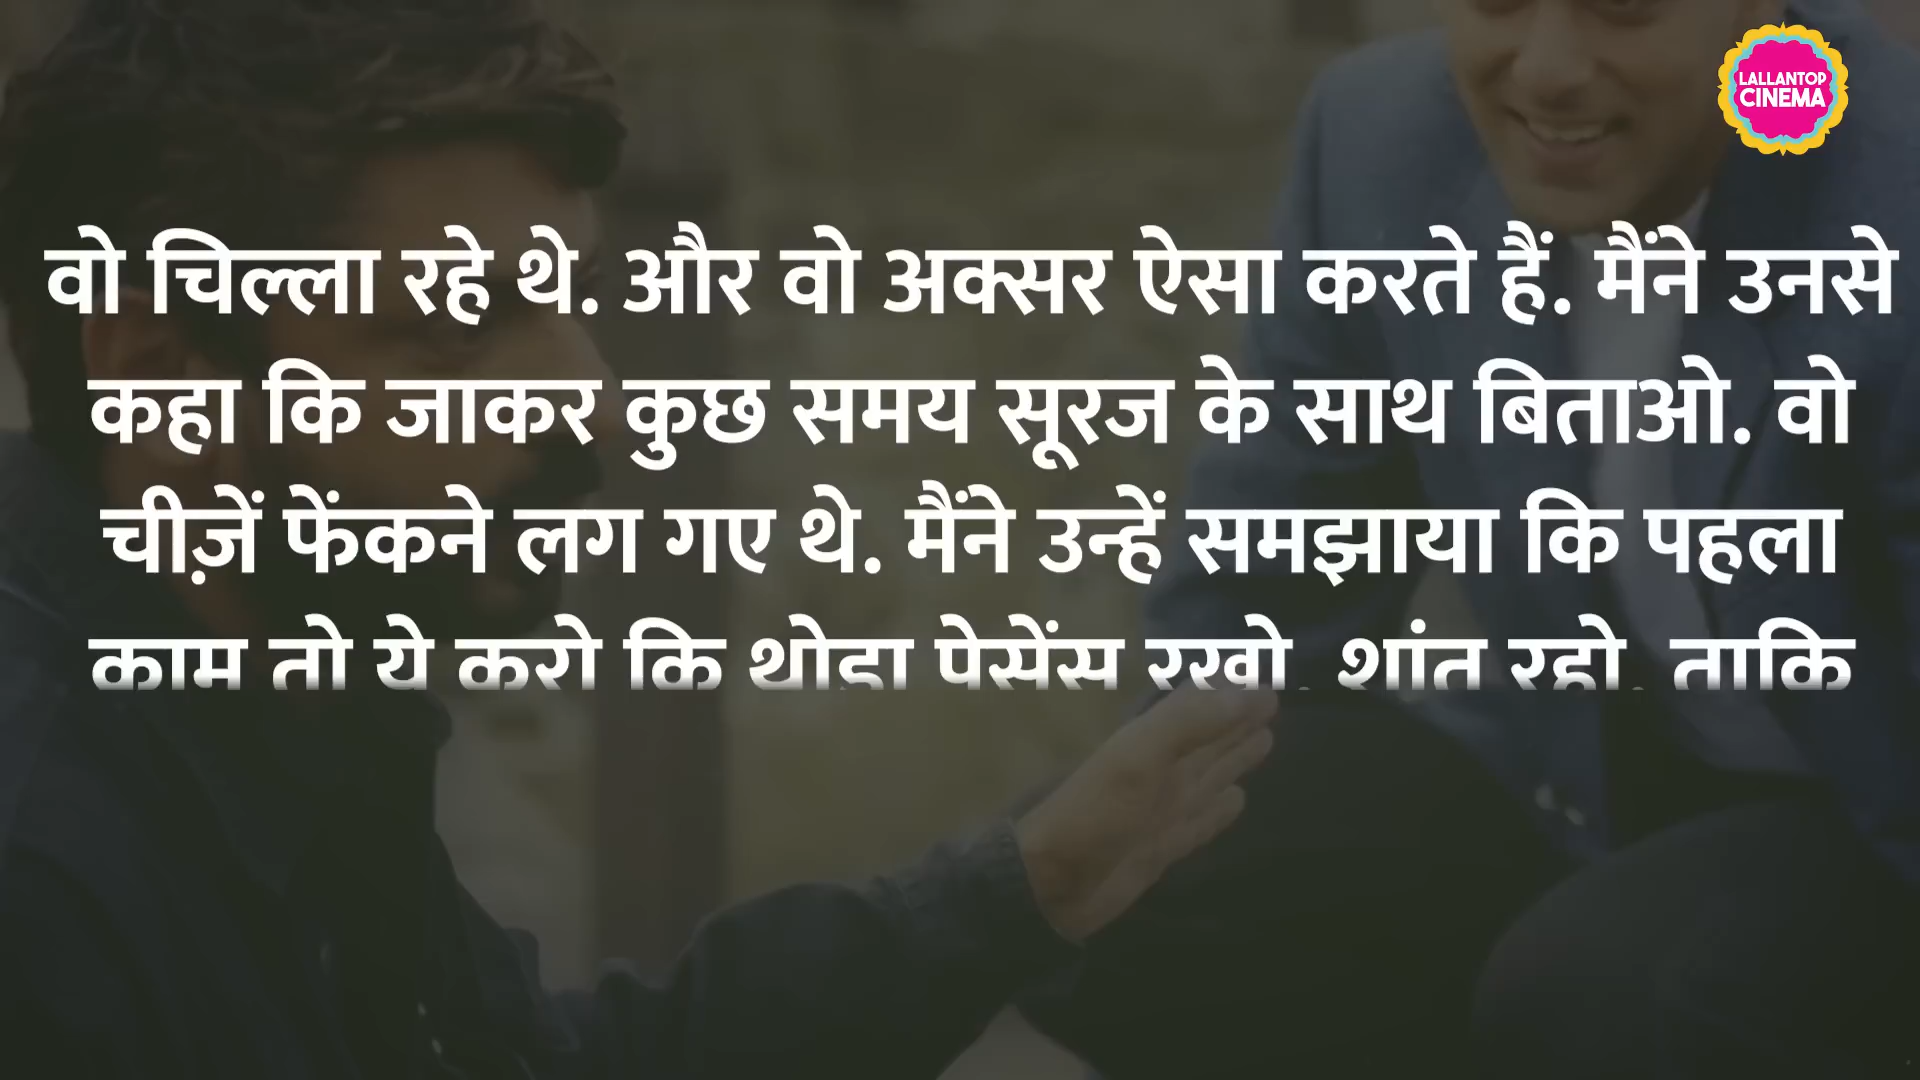 LALLANTOP
CINEMA
वो चिल्ला रहे थे. और वो अक्सर ऐसा करते हैं. मैंने उनसे
कहा कि जाकर कुछ समय सूरज के साथ बिताओ. वो
चीज़ें फेंकने लग गए थे. मैंने उन्हें समझाया कि पहला
काम तो ये करो कि थोड़ा पेसेंस रखो. शांत रहो. ताकि